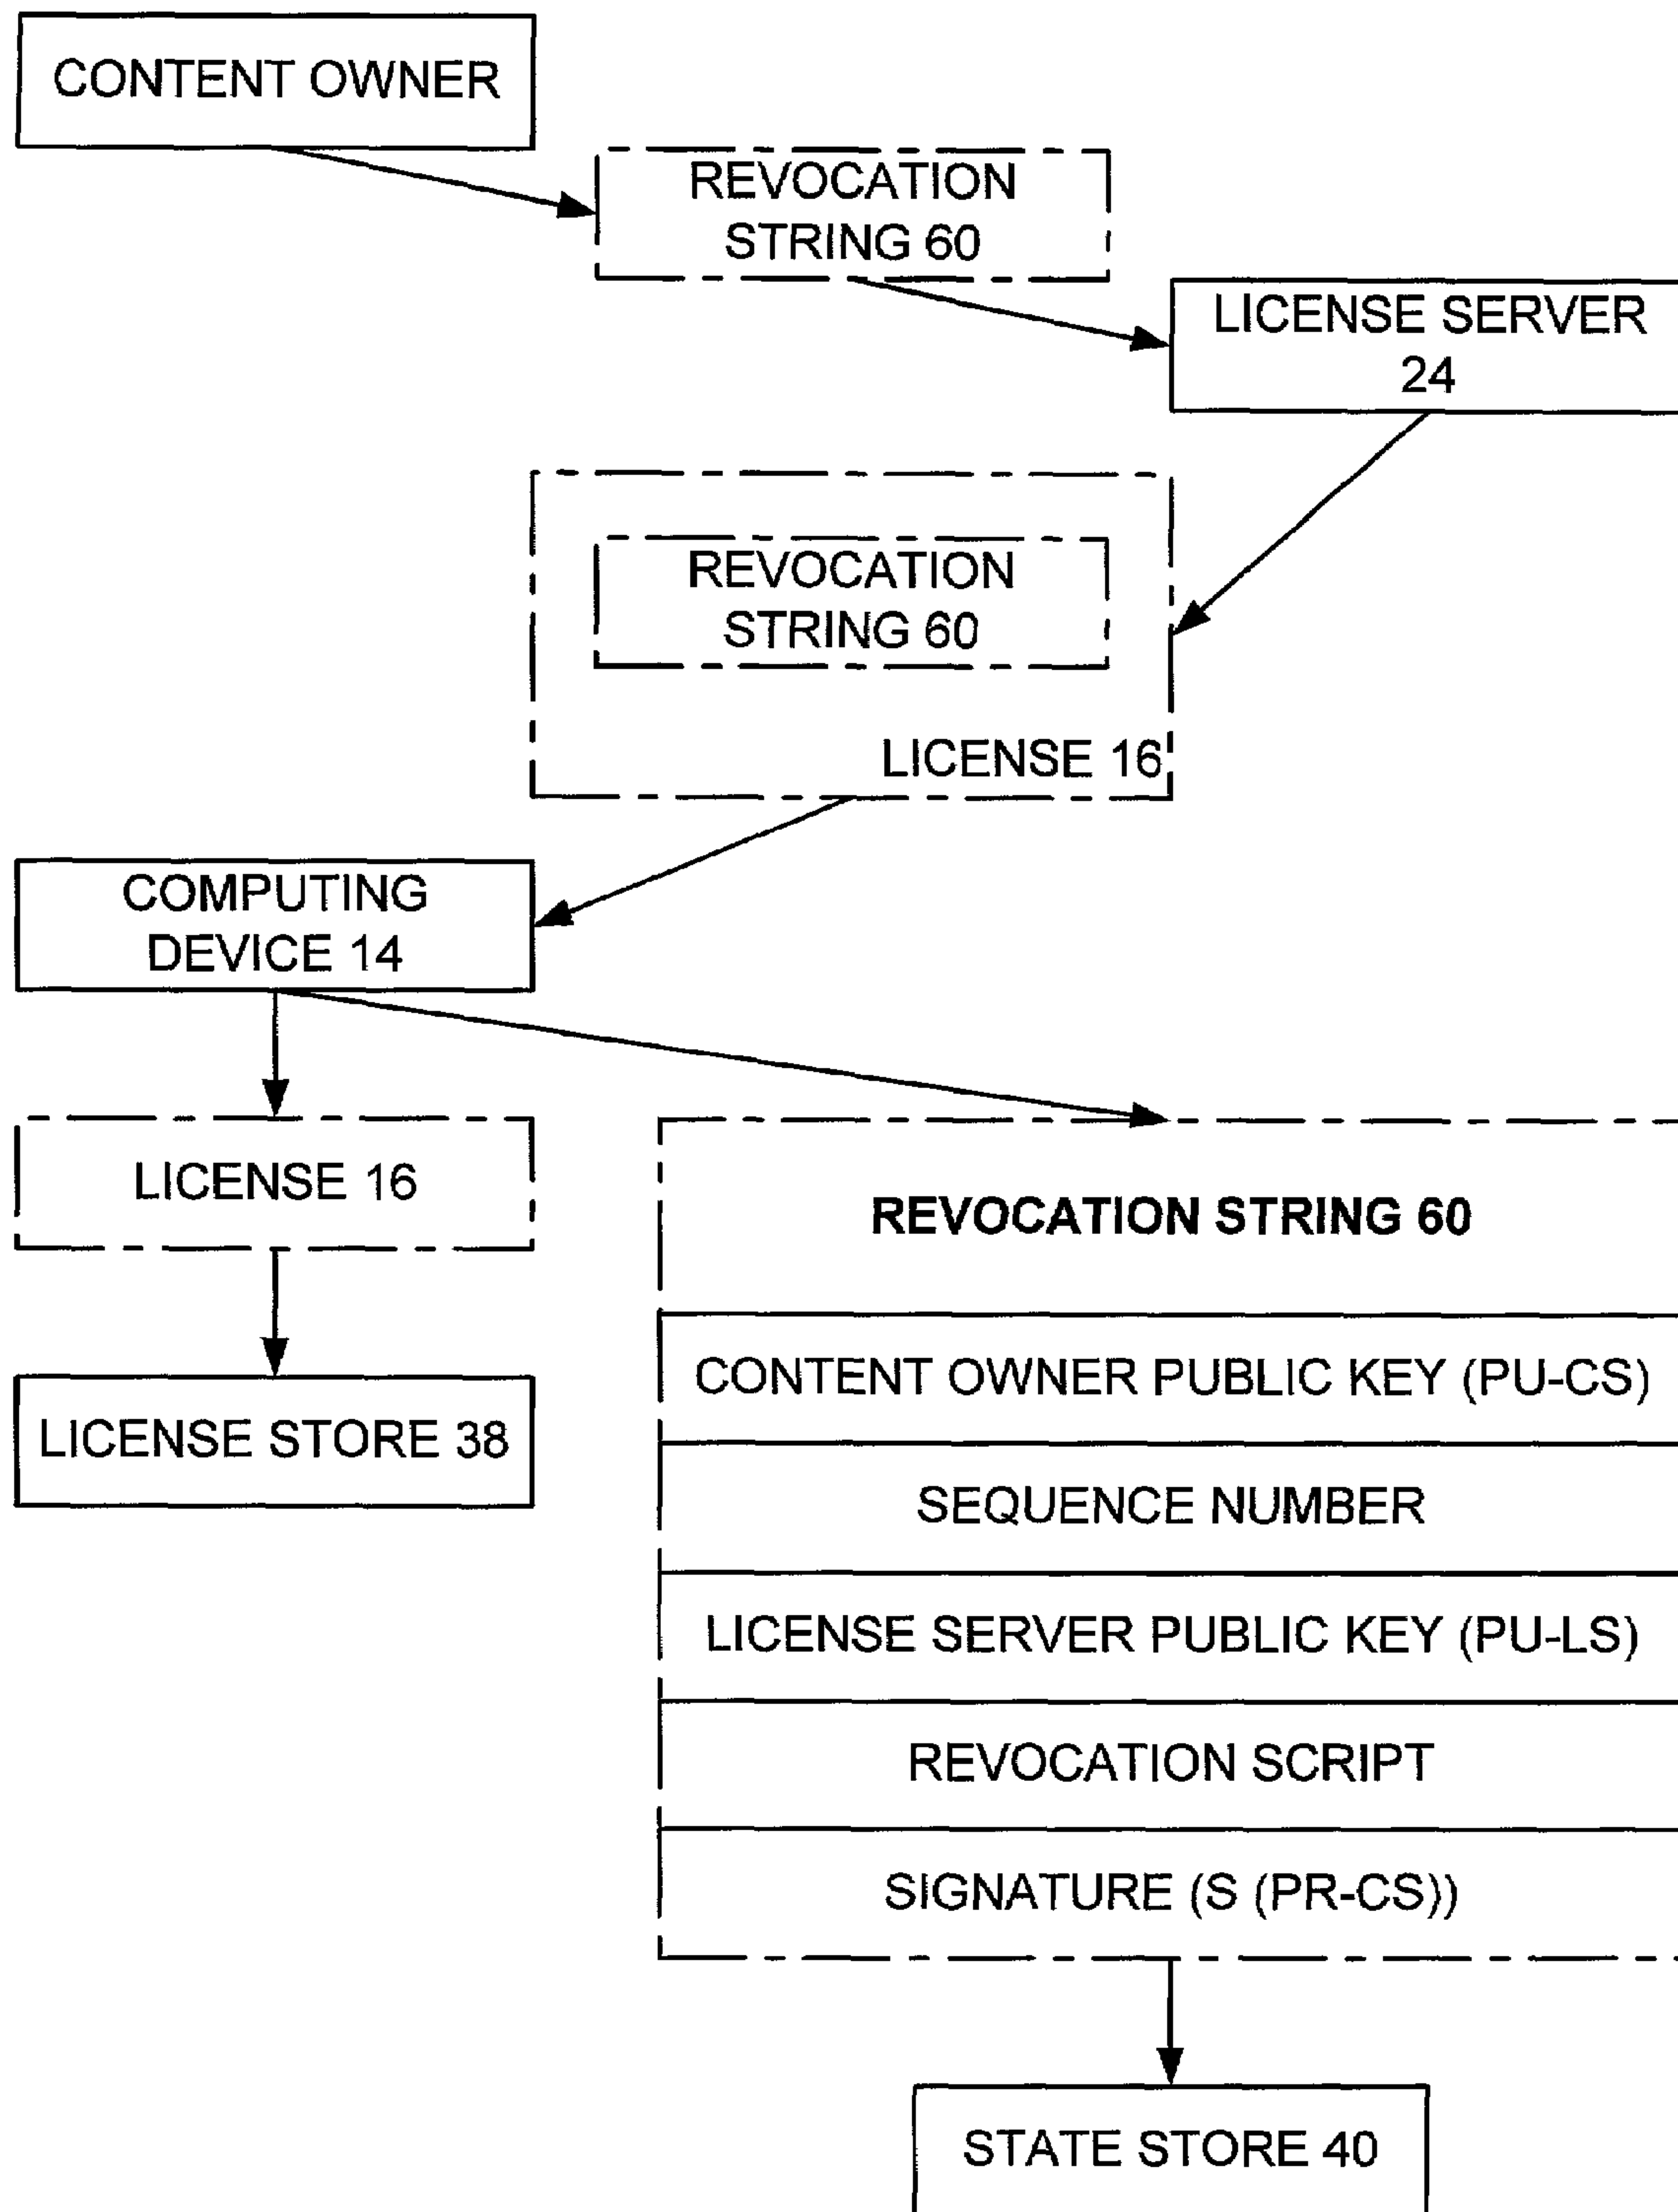 CONTENT OWNER
REVOCATION
STRING 60
LICENSE SERVER
24
REVOCATION
STRING 60
LICENSE 16
COMPUTING
DEVICE 14
LICENSE 16
LICENSE STORE 38
REVOCATION STRING 60
CONTENT OWNER PUBLIC KEY (PU-CS)
SEQUENCE NUMBER
LICENSE SERVER PUBLIC KEY (PU-LS)
REVOCATION SCRIPT
SIGNATURE (S (PR-CS))
STATE STORE 40